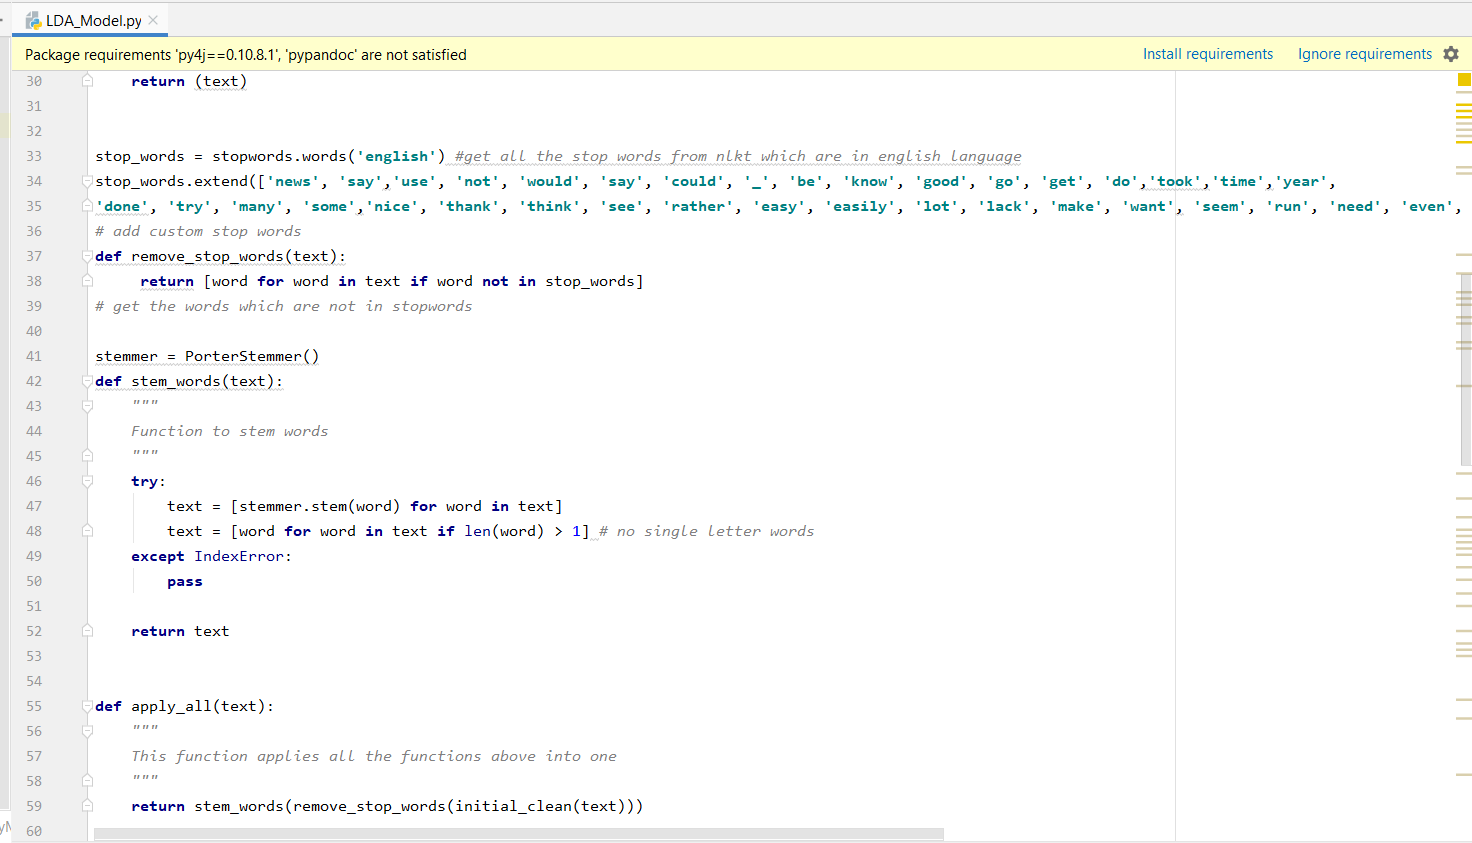 LDA_Model.py
Package requirements 'py4j==0.10.8.1', 'pypandoc' are not satisfied Install requirements Ignore requirements
30 return (text)
31
32
33 stop_words = stopwords.words('english') #get all the stop words from nlkt which are in english language
34 stop_words.extend(['news', 'say','use', 'not', 'would', 'say', 'could', '_', 'be', 'know', 'good', 'go', 'get', 'do','took','time','year',
35 'done', 'try', 'many', 'some','nice', 'thank', 'think', 'see', 'rather', 'easy', 'easily', 'lot', 'lack', 'make', 'want', 'seem', 'run', 'need', 'even',
36 # add custom stop words
37 def remove_stop_words(text):
38 return [word for word in text if word not in stop_words]
39 # get the words which are not in stopwords
40
41 stemmer = PorterStemmer()
42 def stem_words(text):
43 """
44 Function to stem words
45 """
46 try:
47 text = [stemmer.stem(word) for word in text]
48 text = [word for word in text if len(word) > 1] # no single letter words
49 except IndexError:
50 pass
51
52 return text
53
54
55 def apply_all(text):
56 """
57 This function applies all the functions above into one
58 """
59 return stem_words(remove_stop_words(initial_clean(text)))
60